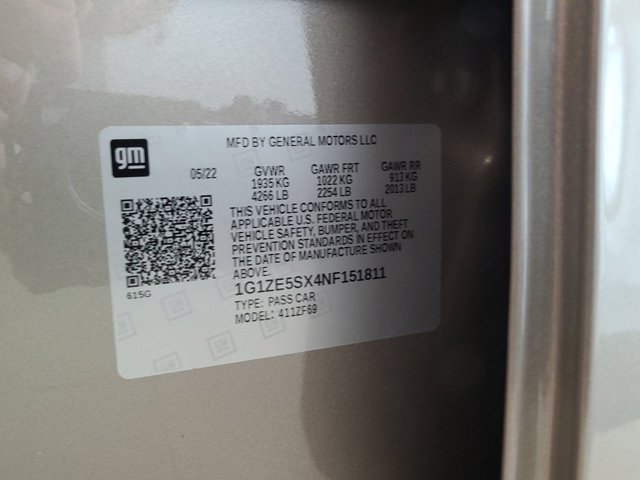 gm
MFD BY GENERAL MOTORS LLC
05/22 GVWR GAWR FRT GAWR RR
1935 KG 1022 KG 913 KG
4266 LB 2254 LB 2013 LB
THIS VEHICLE CONFORMS TO ALL
APPLICABLE U.S. FEDERAL MOTOR
VEHICLE SAFETY, BUMPER, AND THEFT
PREVENTION STANDARDS IN EFFECT ON
THE DATE OF MANUFACTURE SHOWN
ABOVE.
615G
1G1ZE5SX4NF151811
TYPE: PASS CAR
MODEL: 411ZF69